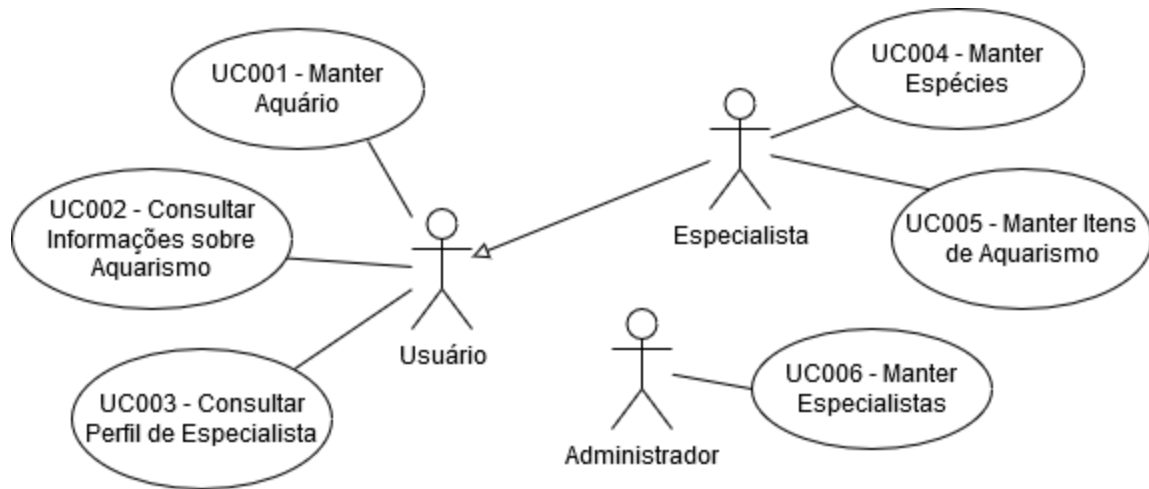 UC001 - Manter
Aquário
UC002 - Consultar
Informações sobre
Aquarismo
UC003 - Consultar
Perfil de Especialista
Usuário
Especialista
UC004 - Manter
Espécies
UC005 - Manter Itens
de Aquarismo
Administrador
UC006 - Manter
Especialistas